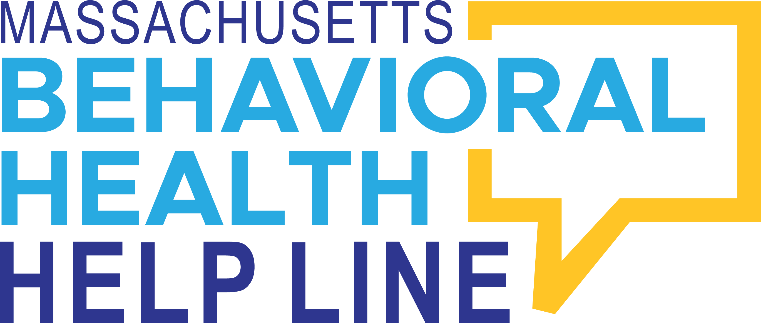 MASSACHUSETTS
BEHAVIORAL
HEALTH
HELP LINE